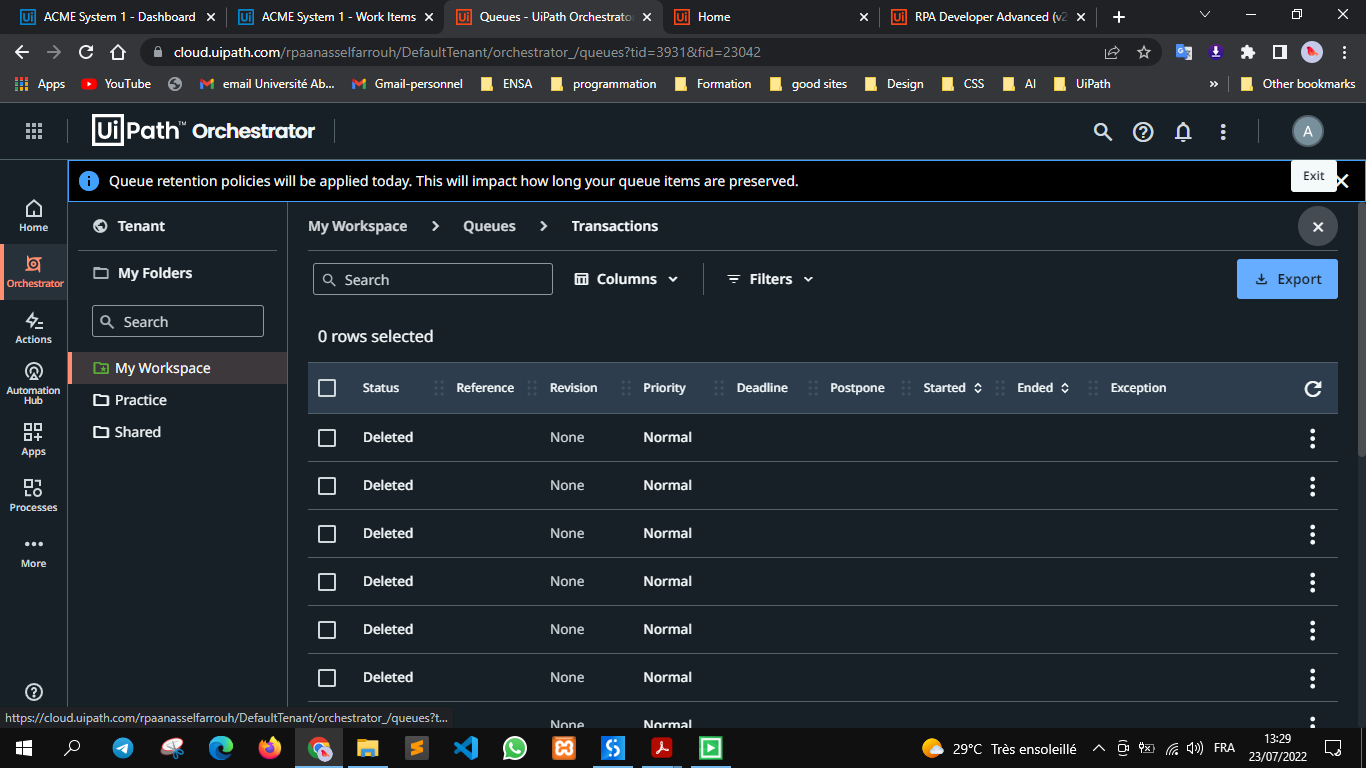 ACME System 1 - Dashboard
ACME System 1 - Work Items
Queues - UiPath Orchestrator
Home
RPA Developer Advanced (v2
cloud.uipath.com/rpaanasselfarrouh/DefaultTenant/orchestrator_/queues?tid=3931&fid=23042
Apps
YouTube
email Université Ab...
Gmail-personnel
ENSA
programmation
Formation
good sites
Design
CSS
AI
UiPath
»
Other bookmarks
UiPath™ Orchestrator
A
Queue retention policies will be applied today. This will impact how long your queue items are preserved.
Exit
Home
Orchestrator
Actions
Automation
Hub
Apps
Processes
More
Tenant
My Folders
Search
My Workspace
Practice
Shared
My Workspace > Queues > Transactions
Search
Columns
Filters
Export
0 rows selected
Status Reference Revision Priority Deadline Postpone Started Ended Exception
Deleted None Normal
Deleted None Normal
Deleted None Normal
Deleted None Normal
Deleted None Normal
Deleted None Normal
None Normal
https://cloud.uipath.com/rpaanasselfarrouh/DefaultTenant/orchestrator_/queues?t...
29°C Très ensoleillé
FRA
13:29
23/07/2022